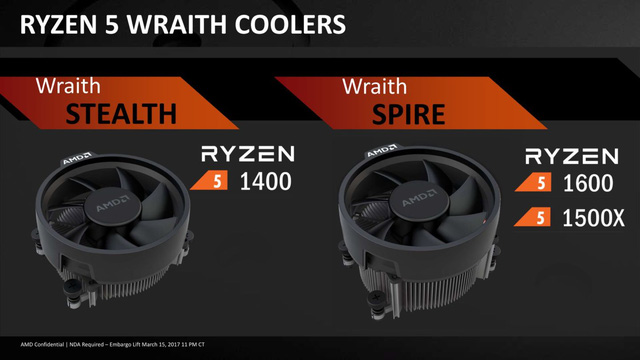 RYZEN 5 WRAITH COOLERS
Wraith
STEALTH
Wraith
SPIRE
AMD
AMD
RYZEN
5 1400
AMD
AMD
RYZEN
5 1600
5 1500X
AMD Confidential | NDA Required – Embargo Lift March 15, 2017 11 PM CT